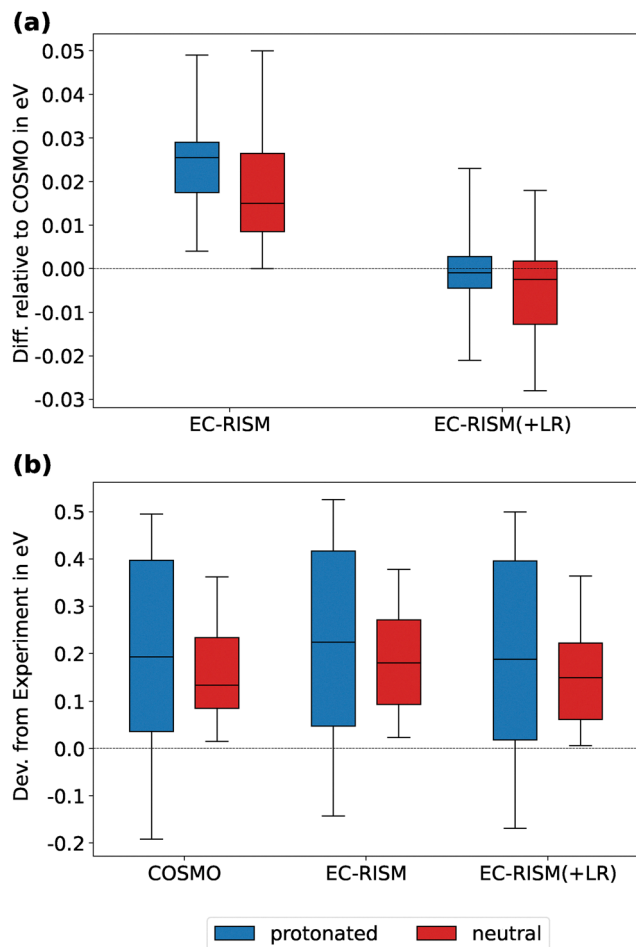 (a)
Diff. relative to COSMO in eV
0.05
0.04
0.03
0.02
0.01
0.00
-0.01
-0.02
-0.03
EC-RISM
EC-RISM(+LR)
(b)
Dev. from Experiment in eV
0.5
0.4
0.3
0.2
0.1
0.0
-0.1
-0.2
COSMO
EC-RISM
EC-RISM(+LR)
protonated
neutral